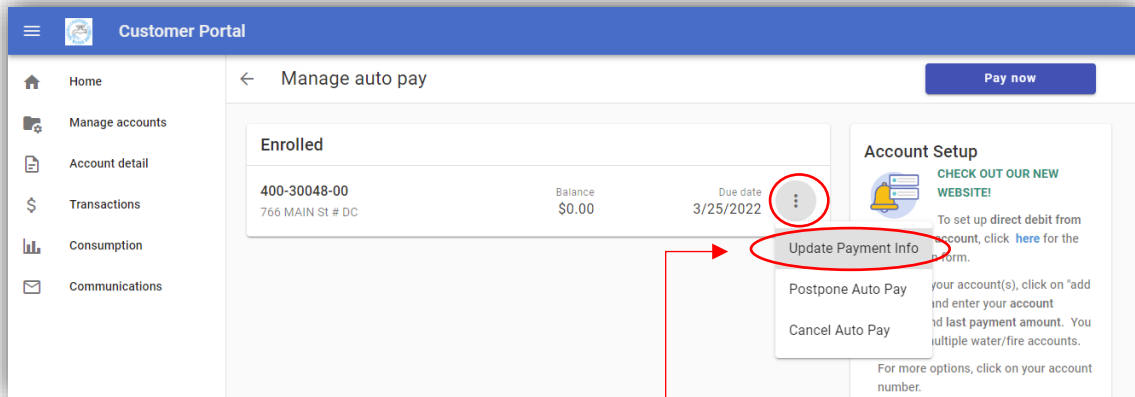 Customer Portal
Home
Manage accounts
Account detail
Transactions
Consumption
Communications
Manage auto pay
Pay now
Enrolled
400-30048-00
766 MAIN St # DC
Balance
$0.00
Due date
3/25/2022
Update Payment Info
Postpone Auto Pay
Cancel Auto Pay
Account Setup
CHECK OUT OUR NEW
WEBSITE!
To set up direct debit from
account, click here for the
form.
your account(s), click on "add
and enter your account
last payment amount. You
multiple water/fire accounts.
For more options, click on your account
number.